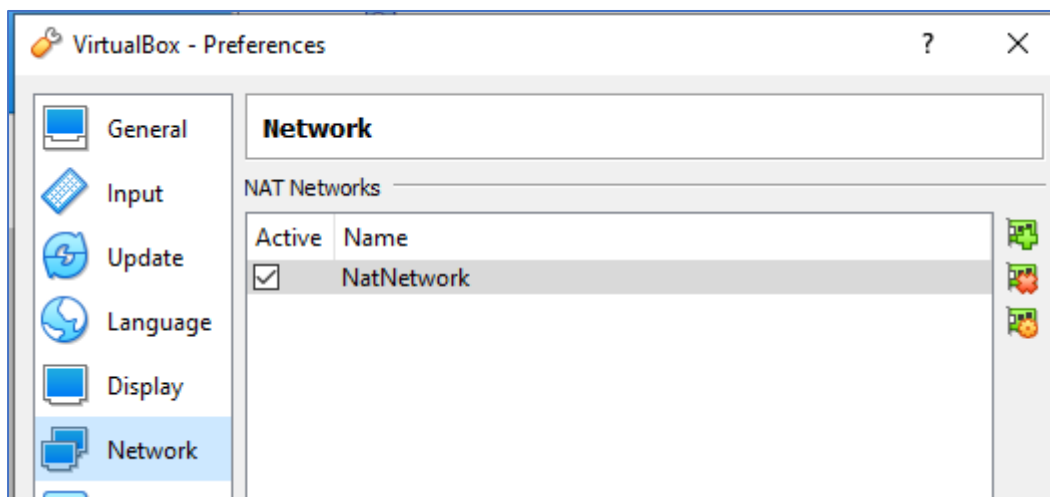 VirtualBox - Preferences
?
General
Input
Update
Language
Display
Network
Network
NAT Networks
Active Name
NatNetwork